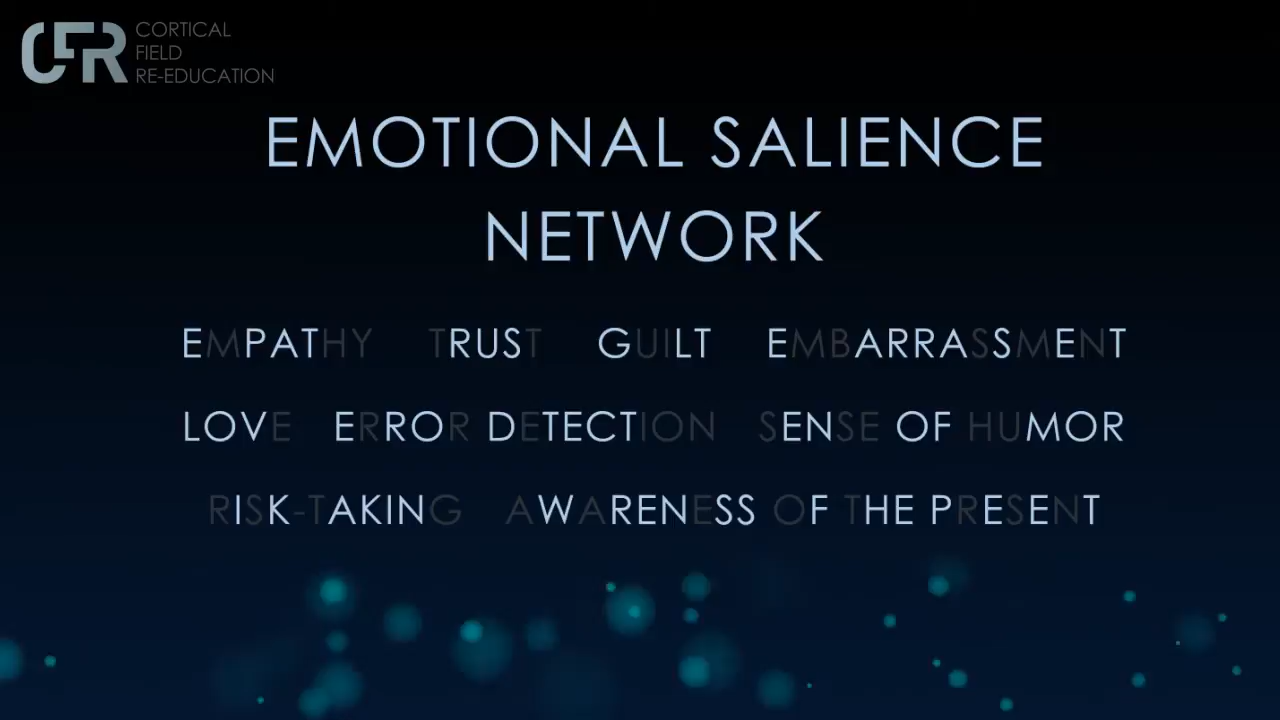 CFR
CORTICAL
FIELD
RE-EDUCATION
EMOTIONAL SALIENCE
NETWORK
EMPATHY TRUST GUILT EMBARRASSMENT
LOVE ERROR DETECTION SENSE OF HUMOR
RISK-TAKING AWARENESS OF THE PRESENT